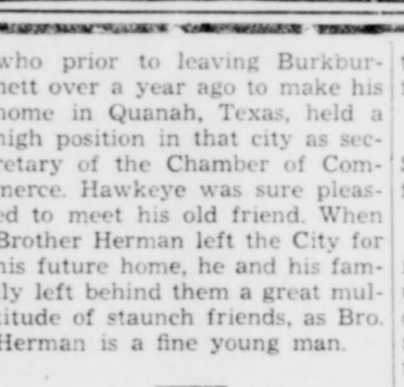 who prior to leaving Burkbur-
nett over a year ago to make his
home in Quanah, Texas, held a
high position in that city as sec-
retary of the Chamber of Com-
merce. Hawkeye was sure pleas-
ed to meet his old friend. When
Brother Herman left the City for
his future home, he and his fam-
ily left behind them a great mul-
titude of staunch friends, as Bro.
Herman is a fine young man.